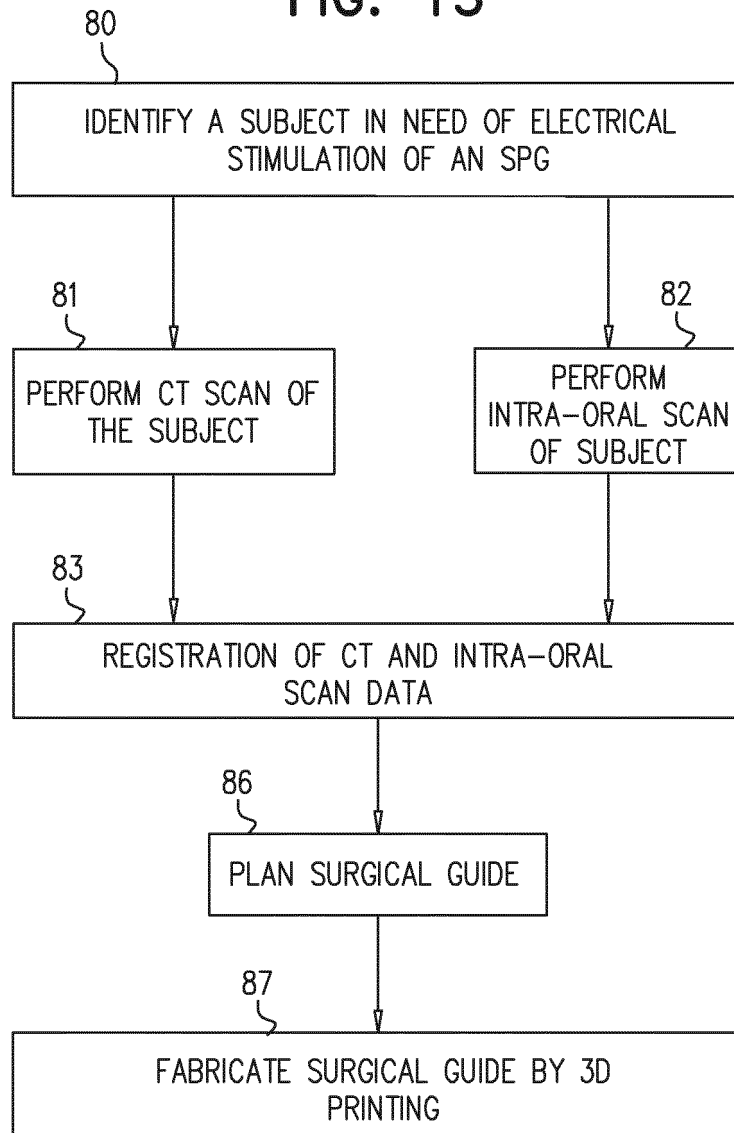 FIG. 13
80
IDENTIFY A SUBJECT IN NEED OF ELECTRICAL
STIMULATION OF AN SPG
81
PERFORM CT SCAN OF
THE SUBJECT
82
PERFORM
INTRA-ORAL SCAN
OF SUBJECT
83
REGISTRATION OF CT AND INTRA-ORAL
SCAN DATA
86
PLAN SURGICAL GUIDE
87
FABRICATE SURGICAL GUIDE BY 3D
PRINTING